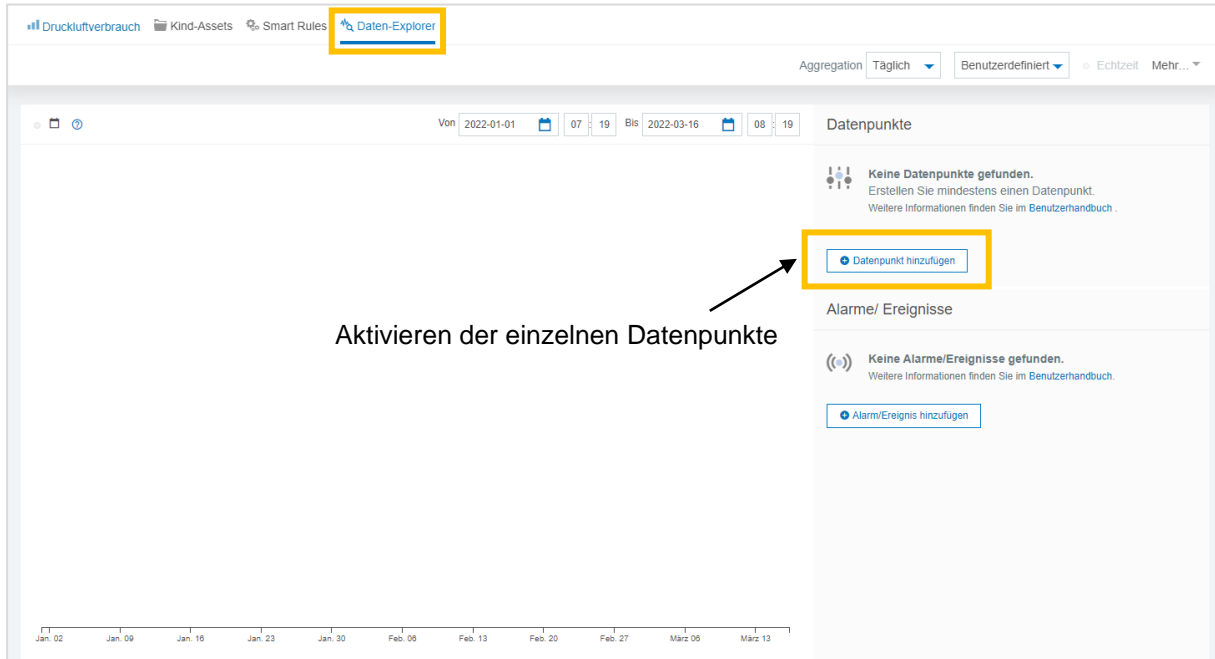 Druckluftverbrauch Kind-Assets Smart Rules Daten-Explorer
Aggregation Täglich Benutzerdefiniert Echtzeit Mehr...
Von 2022-01-01 07 : 19 Bis 2022-03-16 08 : 19
Datenpunkte
Keine Datenpunkte gefunden.
Erstellen Sie mindestens einen Datenpunkt.
Weitere Informationen finden Sie im Benutzerhandbuch .
Datenpunkt hinzufügen
Aktivieren der einzelnen Datenpunkte
Alarme/ Ereignisse
Keine Alarme/Ereignisse gefunden.
Weitere Informationen finden Sie im Benutzerhandbuch.
Alarm/Ereignis hinzufügen
Jan. 02 Jan. 09 Jan. 16 Jan. 23 Jan. 30 Feb. 06 Feb. 13 Feb. 20 Feb. 27 März 06 März 13